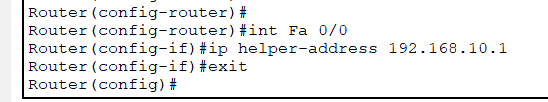 Router(config-router)#
Router(config-router)#int Fa 0/0
Router(config-if)#ip helper-address 192.168.10.1
Router(config-if)#exit
Router(config)#